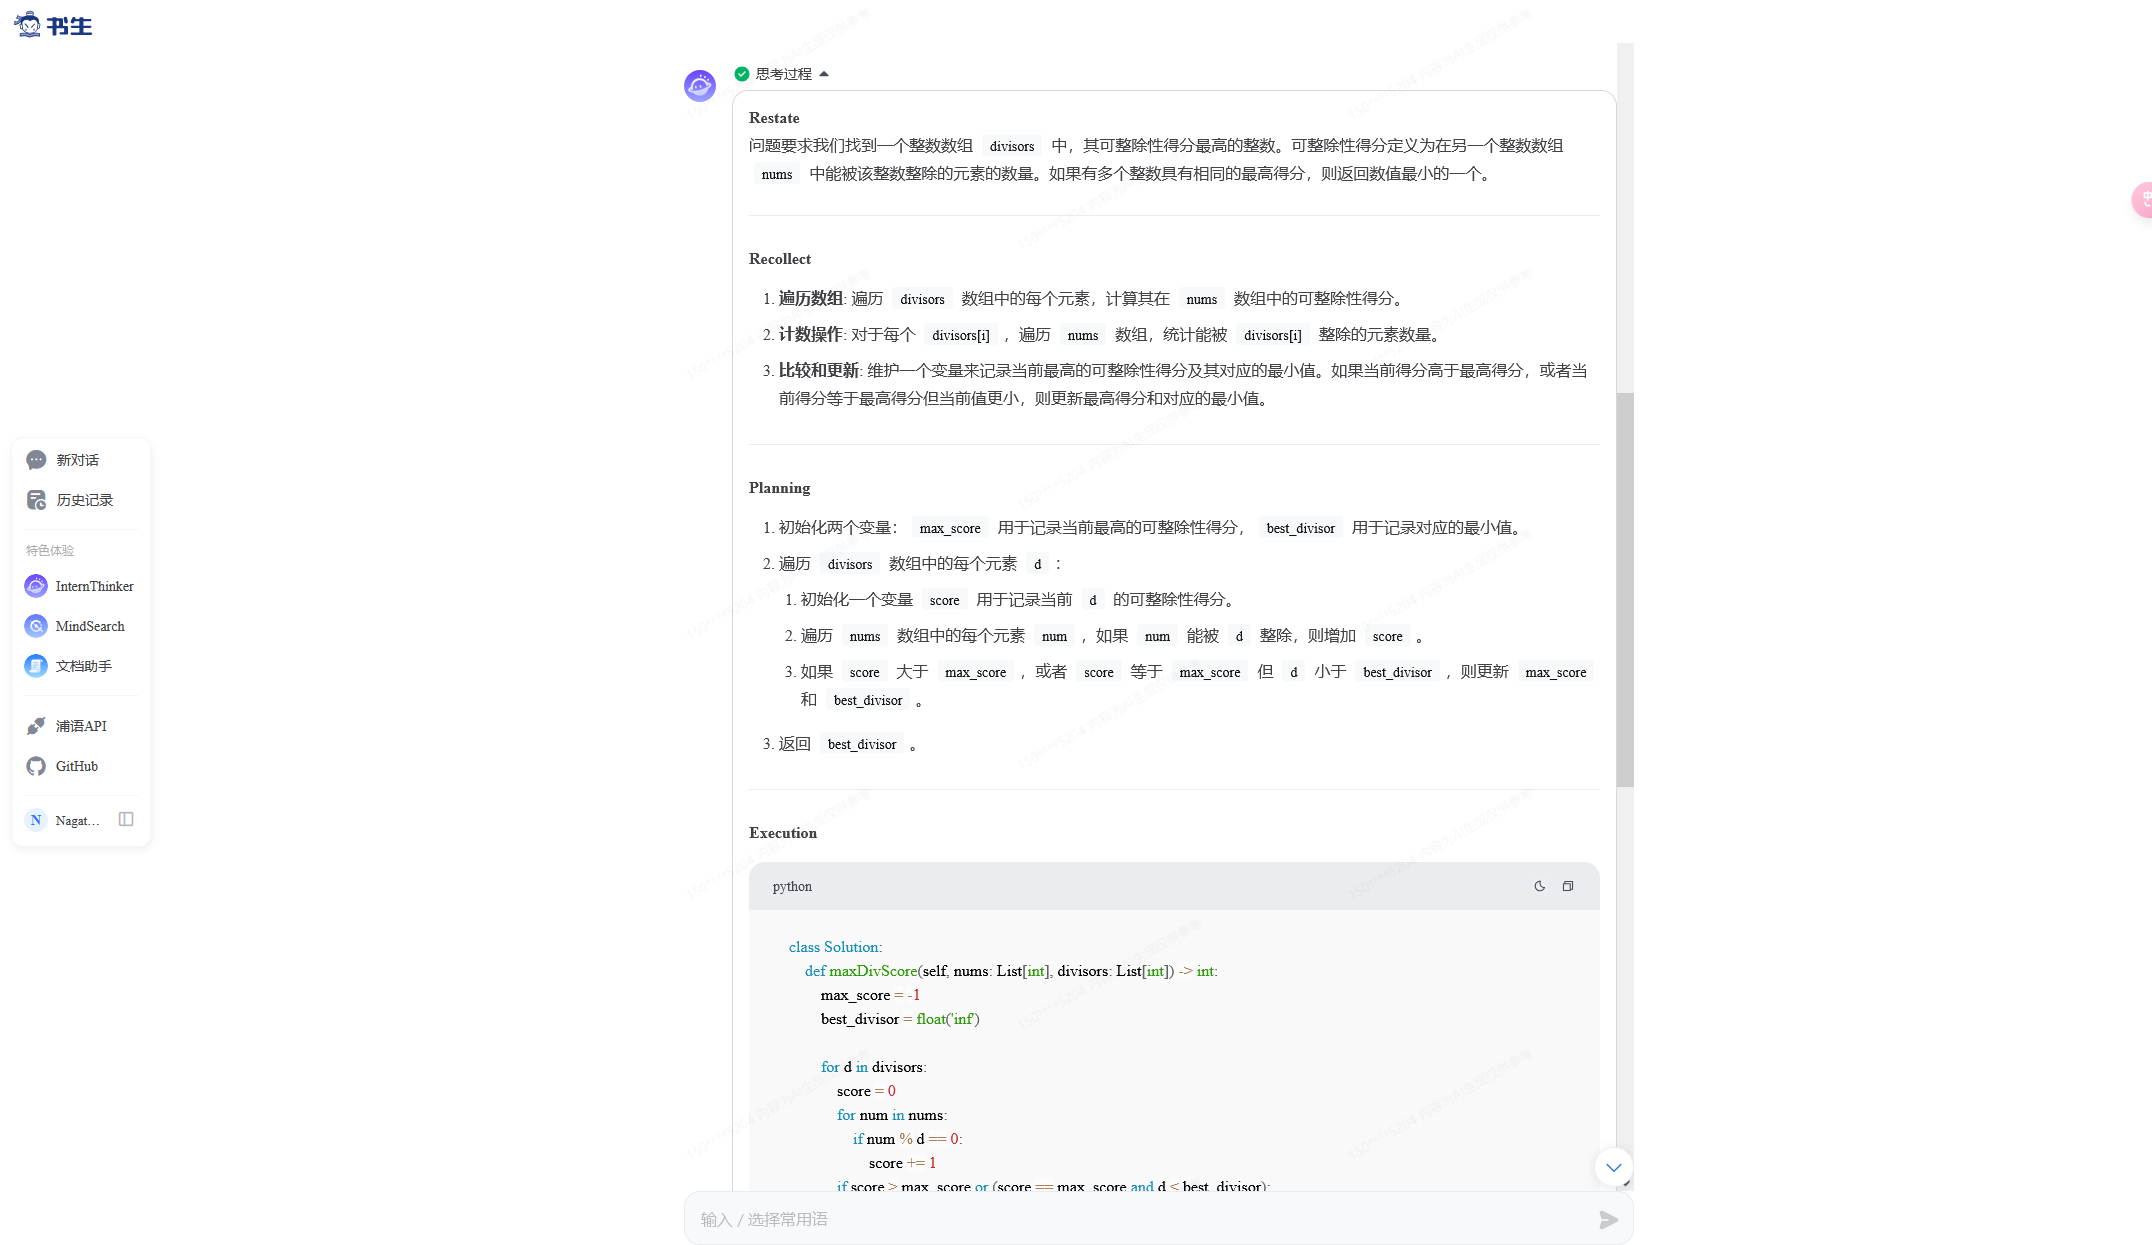 书生
思考过程
Restate
问题要求我们找到一个整数数组 divisors 中，其可整除性得分最高的整数。可整除性得分定义为在另一个整数数组
nums 中能被该整数整除的元素的数量。如果有多个整数具有相同的最高得分，则返回数值最小的一个。
Recollect
1. 遍历数组: 遍历 divisors 数组中的每个元素，计算其在 nums 数组中的可整除性得分。
2. 计数操作: 对于每个 divisors[i] ，遍历 nums 数组，统计能被 divisors[i] 整除的元素数量。
3. 比较和更新: 维护一个变量来记录当前最高的可整除性得分及其对应的最小值。如果当前得分高于最高得分，或者当
前得分等于最高得分但当前值更小，则更新最高得分和对应的最小值。
Planning
1. 初始化两个变量： max_score 用于记录当前最高的可整除性得分， best_divisor 用于记录对应的最小值。
2. 遍历 divisors 数组中的每个元素 d ：
1. 初始化一个变量 score 用于记录当前 d 的可整除性得分。
2. 遍历 nums 数组中的每个元素 num ，如果 num 能被 d 整除，则增加 score 。
3. 如果 score 大于 max_score ，或者 score 等于 max_score 但 d 小于 best_divisor ，则更新 max_score
和 best_divisor 。
3. 返回 best_divisor 。
Execution
python
class Solution:
def maxDivScore(self, nums: List[int], divisors: List[int]) -> int:
max_score = -1
best_divisor = float('inf')
for d in divisors:
score = 0
for num in nums:
if num % d == 0:
score += 1
if score > max_score or (score == max_score and d < best_divisor):
输入 / 选择常用语
新对话
历史记录
特色体验
InternThinker
MindSearch
文档助手
浦语API
GitHub
N Nagat...
150****5204 内容为AI生成仅供参考